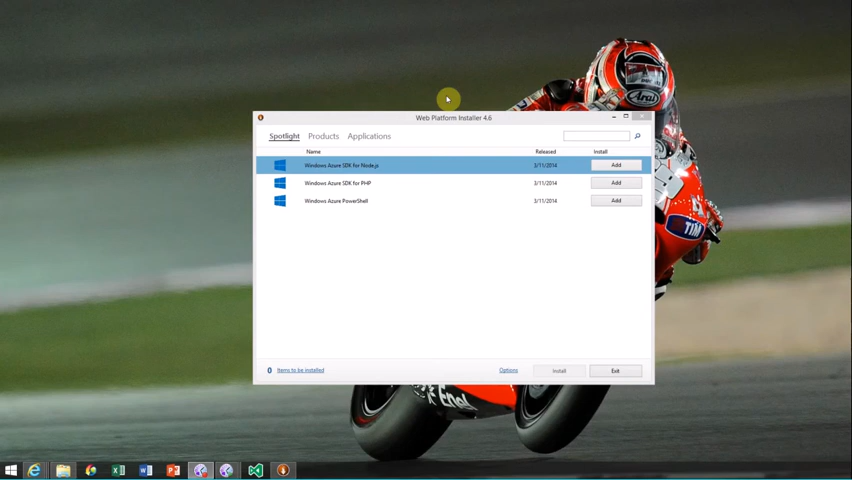 Arai
Web Platform Installer 4.6
Spotlight Products Applications
Name Released Install
Windows Azure SDK for Node.js 3/11/2014 Add
Windows Azure SDK for PHP 3/11/2014 Add
Windows Azure PowerShell 3/11/2014 Add
TIM
0 Items to be installed Options Install Exit
Enel